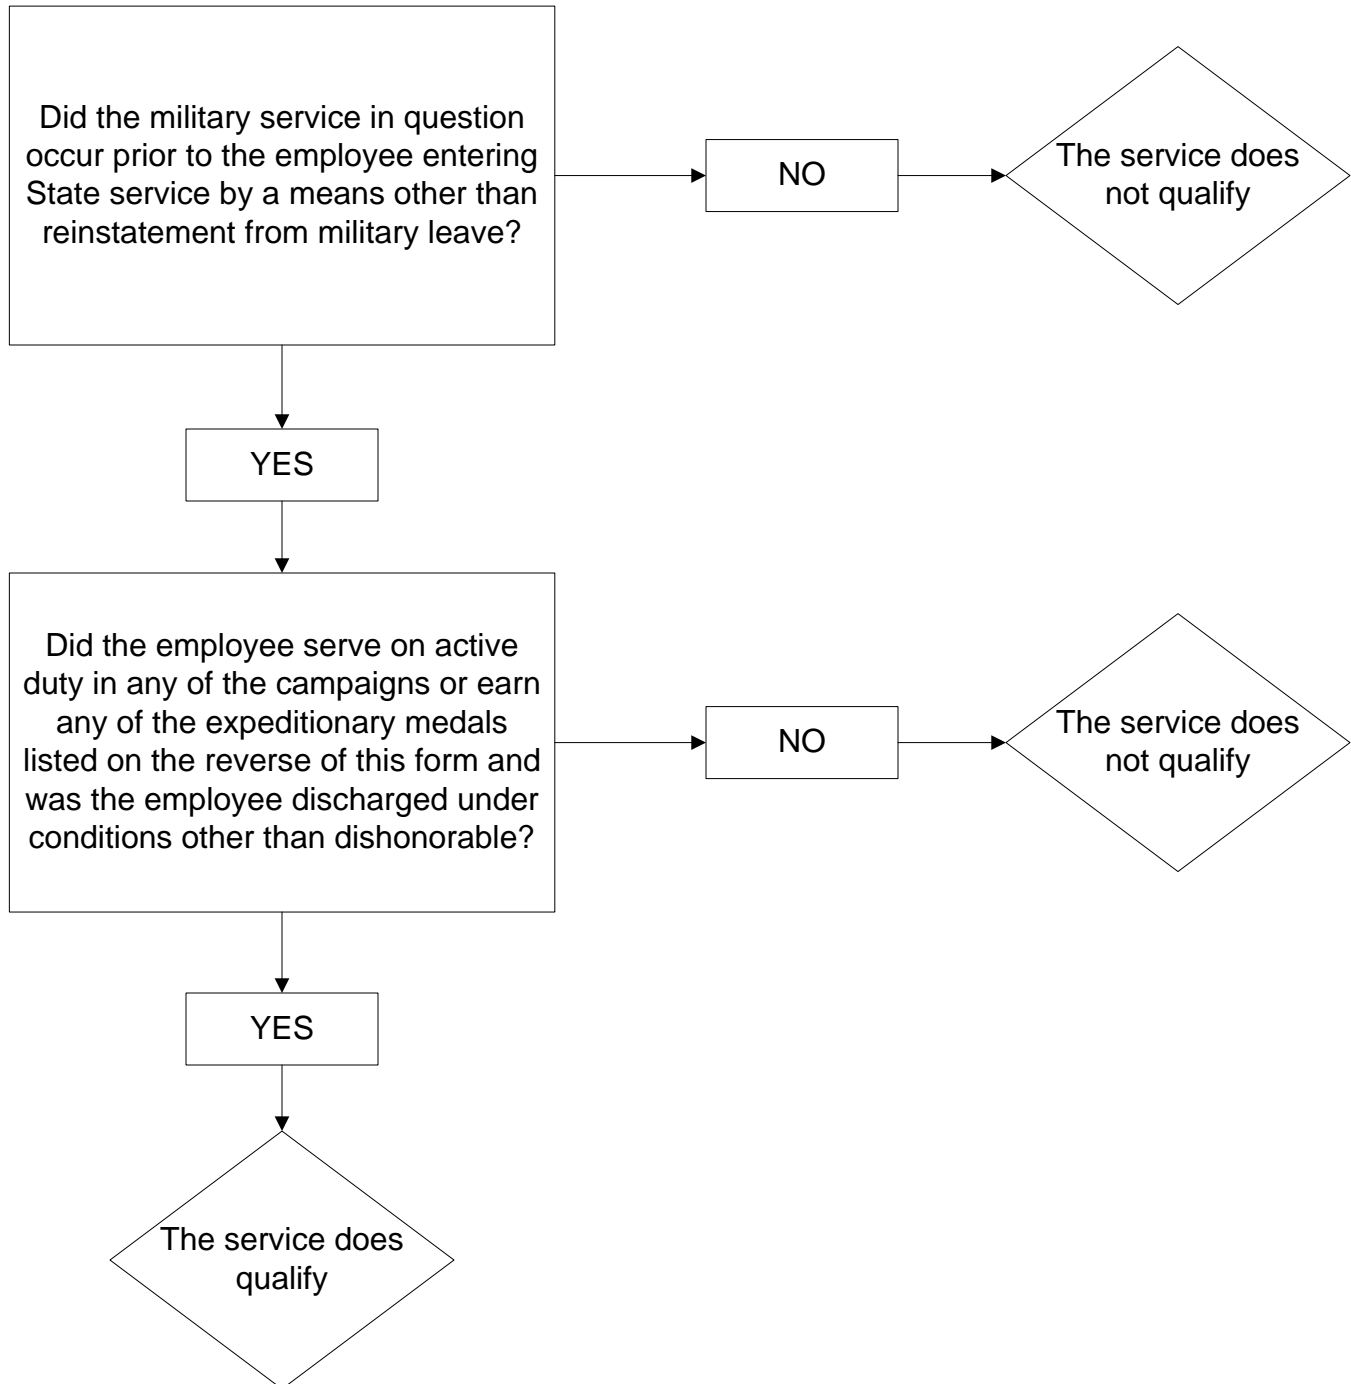 Did the military service in question
occur prior to the employee entering
State service by a means other than
reinstatement from military leave?
NO
The service does
not qualify
YES
Did the employee serve on active
duty in any of the campaigns or earn
any of the expeditionary medals
listed on the reverse of this form and
was the employee discharged under
conditions other than dishonorable?
NO
The service does
not qualify
YES
The service does
qualify